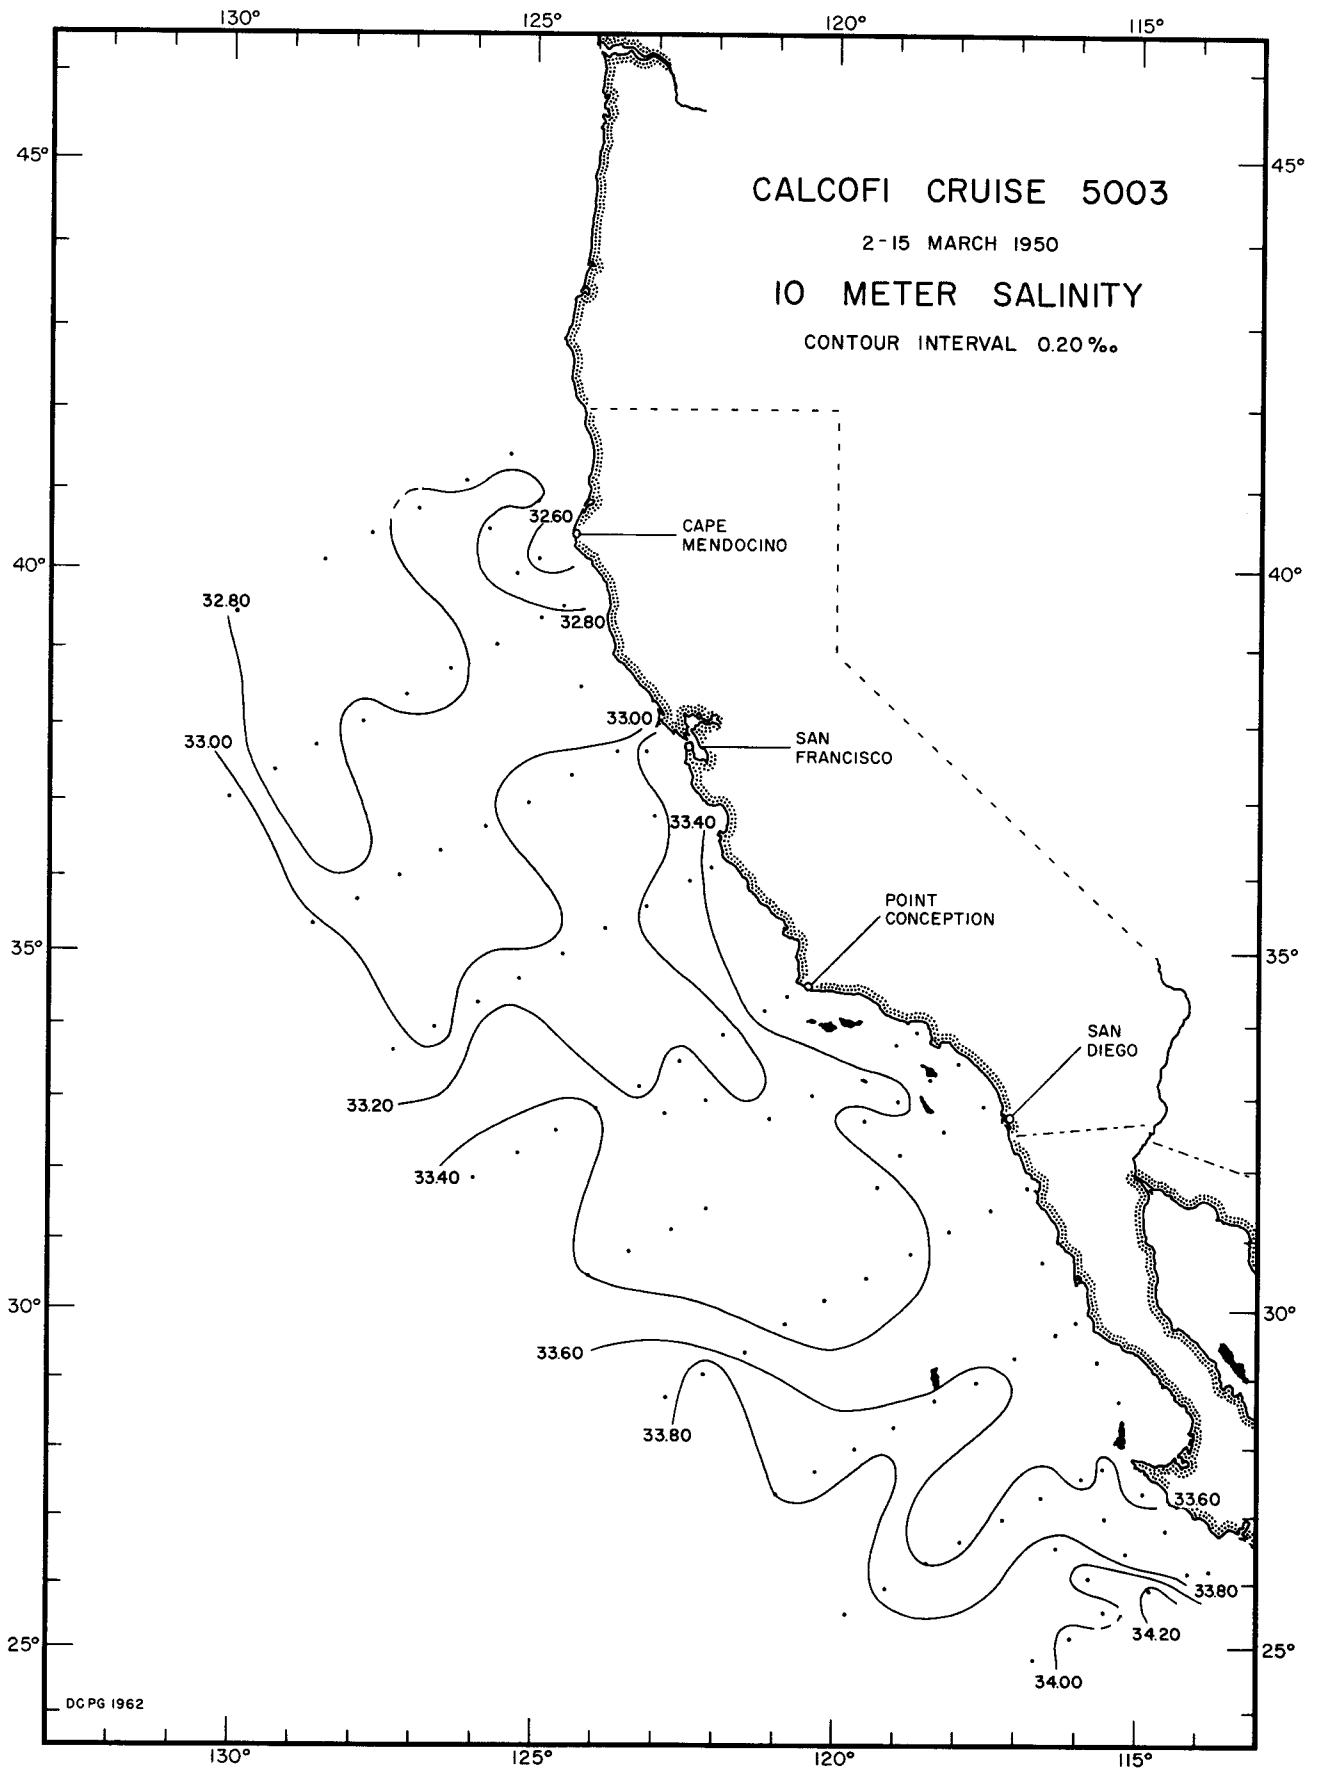 130° 125° 120° 115°
45° 45°
CALCOFI CRUISE 5003
2-15 MARCH 1950
10 METER SALINITY
CONTOUR INTERVAL 0.20 ‰
32.60
CAPE
MENDOCINO
40° 40°
32.80
32.80
33.00
33.00
SAN
FRANCISCO
33.40
POINT
CONCEPTION
35° 35°
SAN
DIEGO
33.20
33.40
30° 30°
33.60
33.80
33.60
33.80
34.20
25° 25°
34.00
DCPG 1962
130° 125° 120° 115°